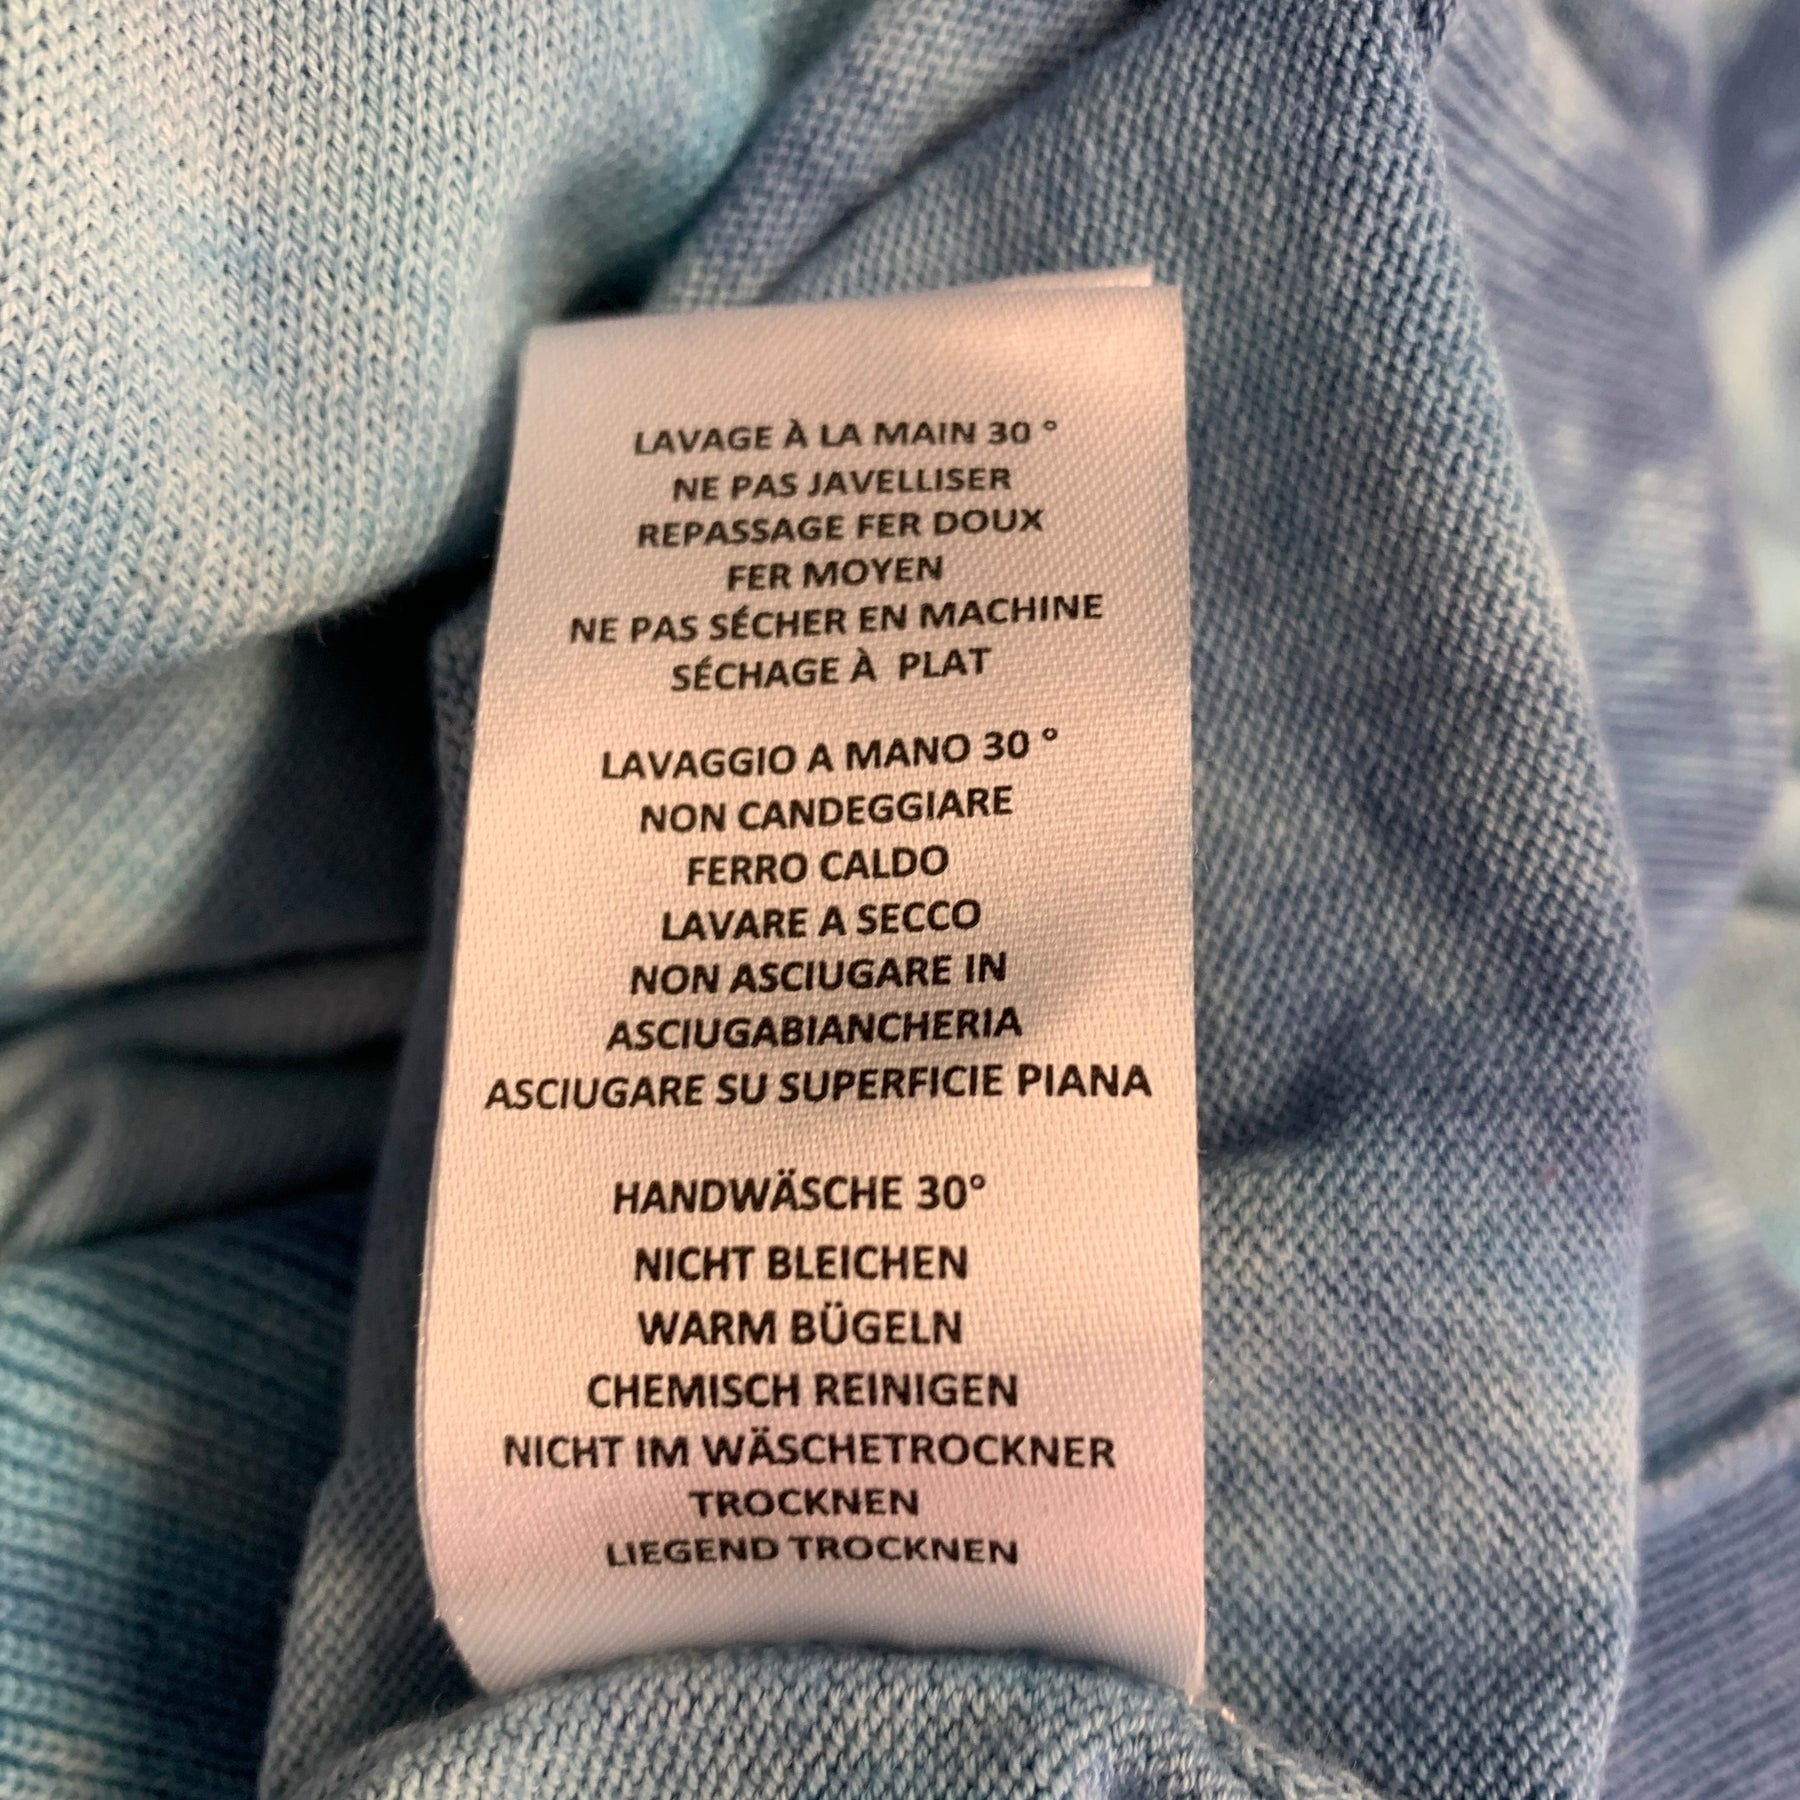 LAVAGE À LA MAIN 30 °
NE PAS JAVELLISER
REPASSAGE FER DOUX
FER MOYEN
NE PAS SÉCHER EN MACHINE
SÉCHAGE À PLAT
LAVAGGIO A MANO 30 °
NON CANDEGGIARE
FERRO CALDO
LAVARE A SECCO
NON ASCIUGARE IN
ASCIUGABIANCHERIA
ASCIUGARE SU SUPERFICIE PIANA
HANDWÄSCHE 30°
NICHT BLEICHEN
WARM BÜGELN
CHEMISCH REINIGEN
NICHT IM WÄSCHETROCKNER
TROCKNEN
LIEGEND TROCKNEN